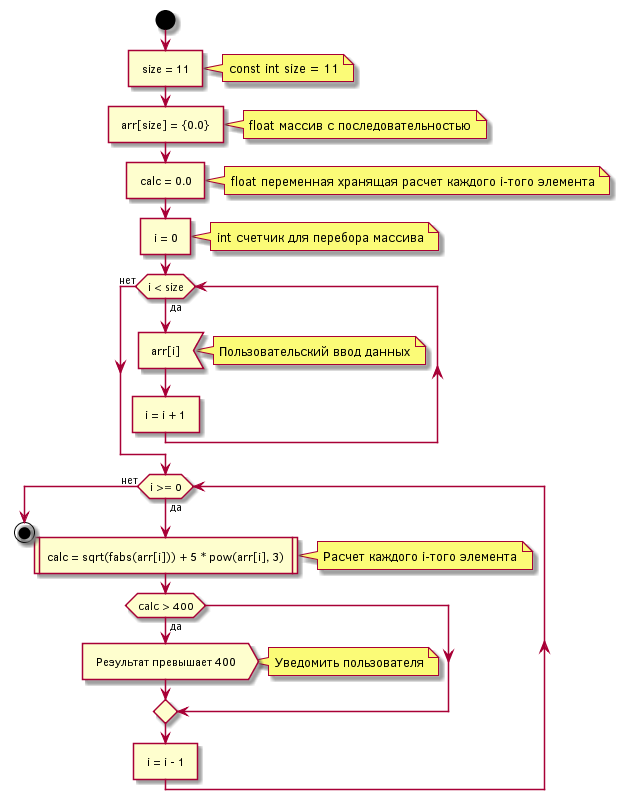 size = 11
const int size = 11
arr[size] = {0.0}
float массив с последовательностью
calc = 0.0
float переменная хранящая расчет каждого i-того элемента
i = 0
int счетчик для перебора массива
нет
i < size
да
arr[i]
Пользовательский ввод данных
i = i + 1
нет
i >= 0
да
calc = sqrt(fabs(arr[i])) + 5 * pow(arr[i], 3)
Расчет каждого i-того элемента
calc > 400
да
Результат превышает 400
Уведомить пользователя
i = i - 1